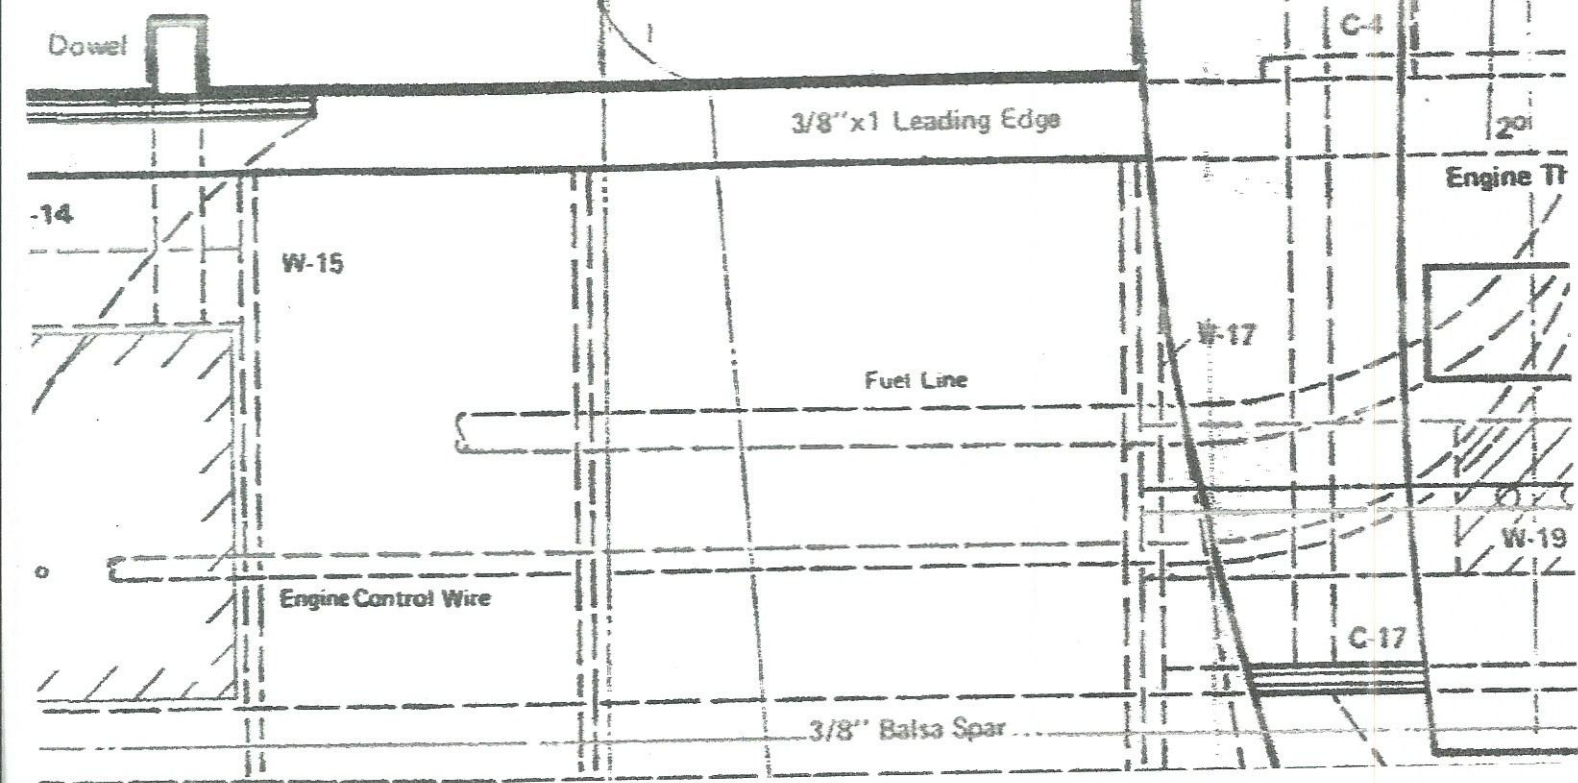 Dowel
C-4
3/8"x1 Leading Edge
2°
Engine
-14
W-15
W-17
Fuel Line
W-19
Engine Control Wire
C-17
3/8" Balsa Spar